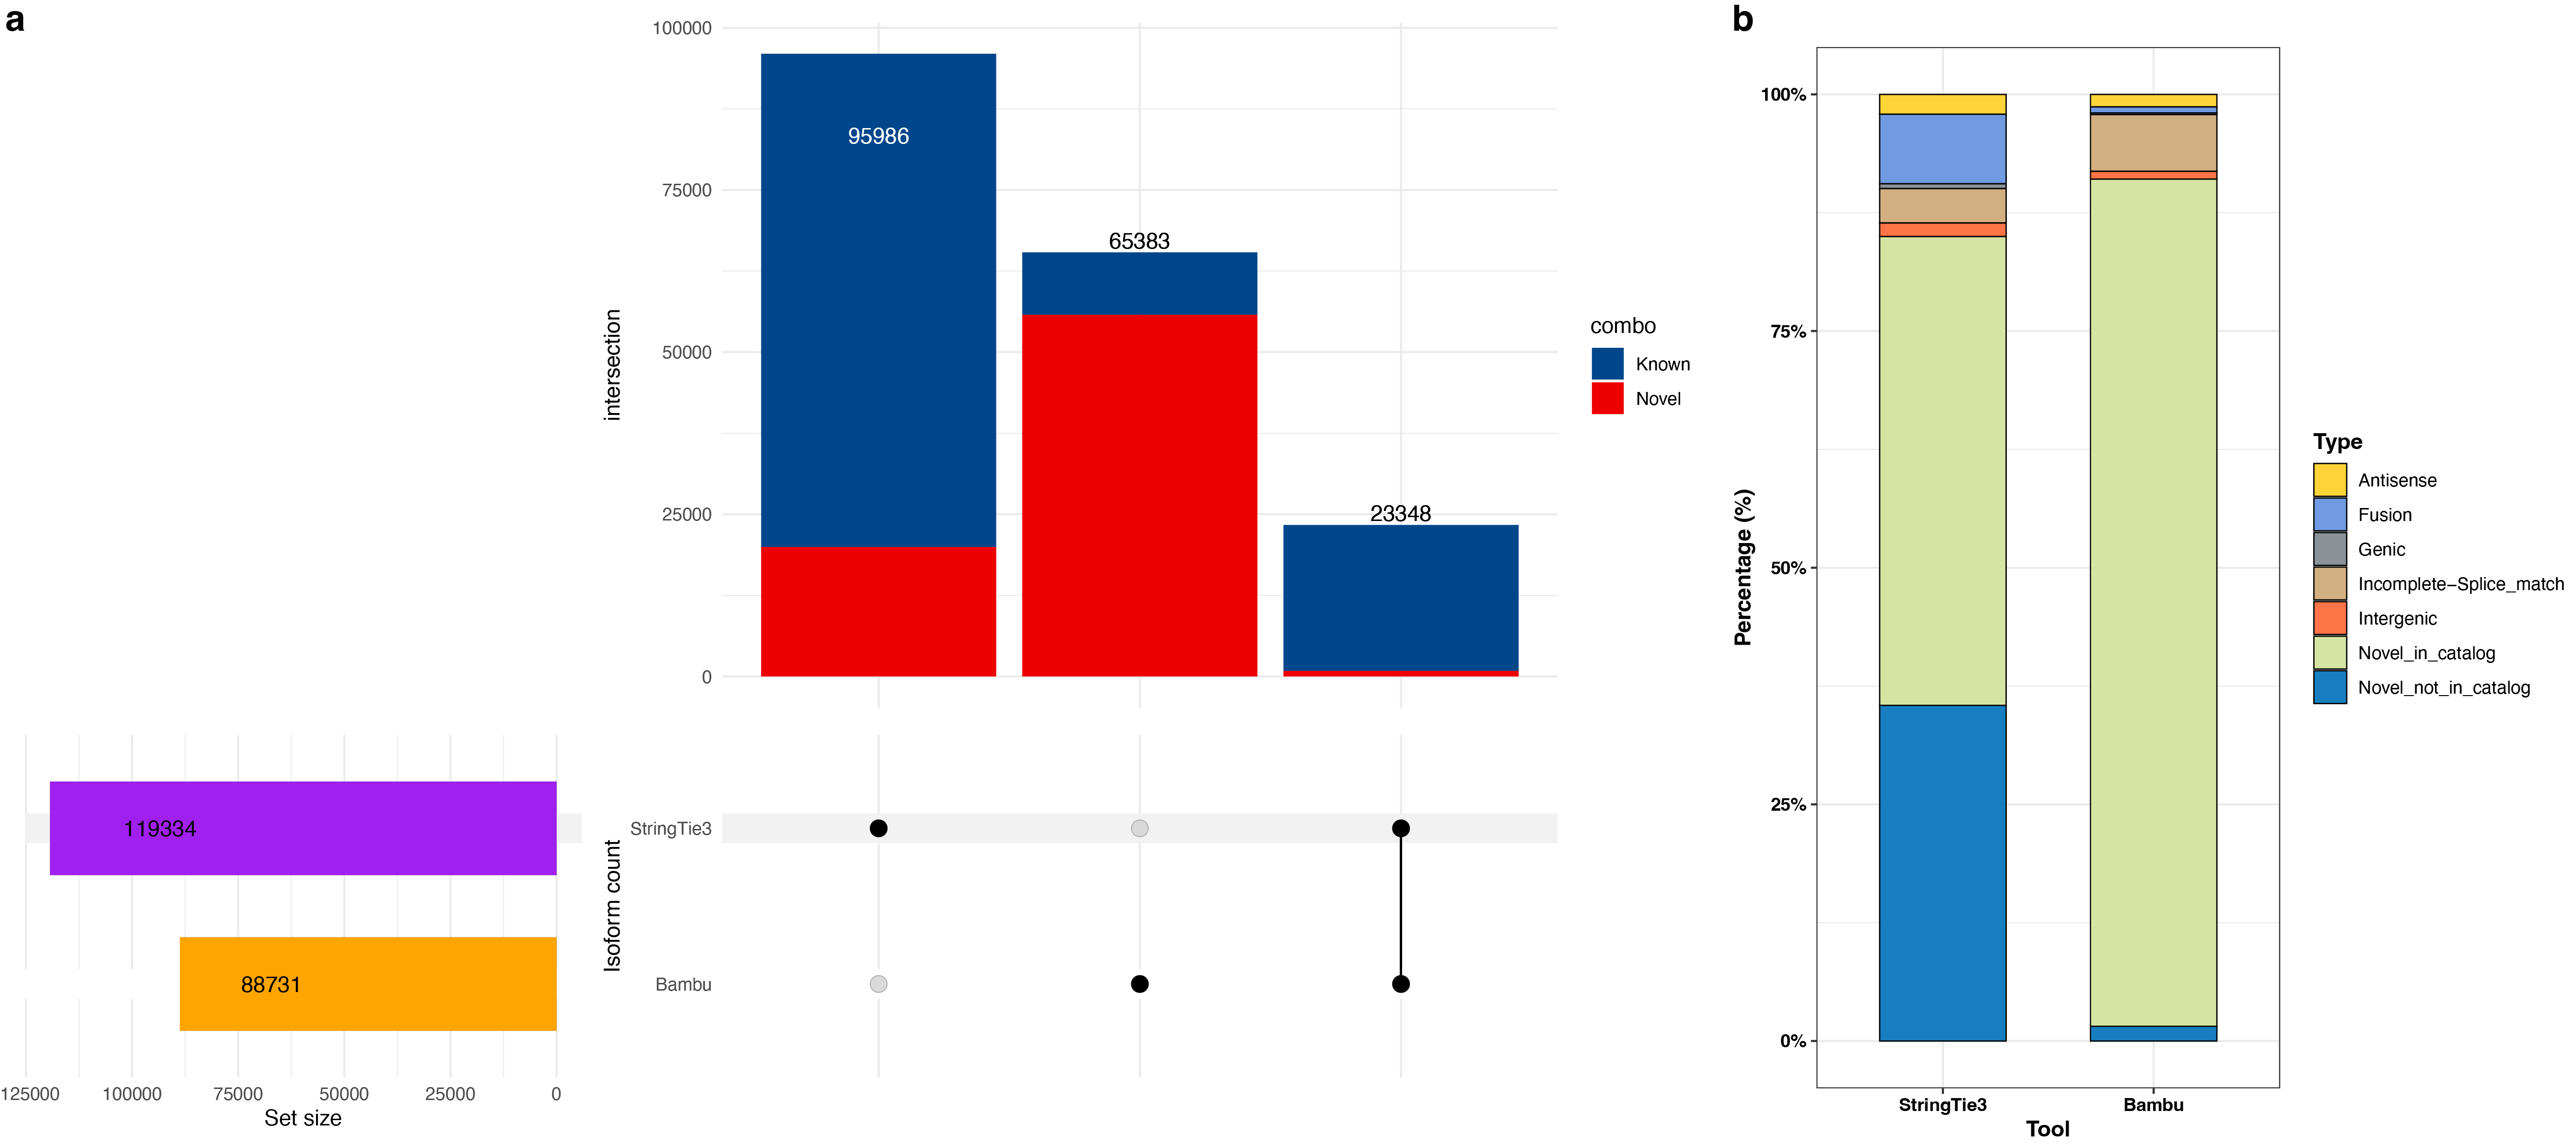 a
100000
75000
50000
25000
0
intersection
95986
65383
23348
combo
Known
Novel
119334
88731
125000
100000
75000
50000
25000
0
Set size
Isoform count
StringTie3
Bambu
b
100%
75%
50%
25%
0%
Percentage (%)
StringTie3
Bambu
Tool
Type
Antisense
Fusion
Genic
Incomplete−Splice_match
Intergenic
Novel_in_catalog
Novel_not_in_catalog